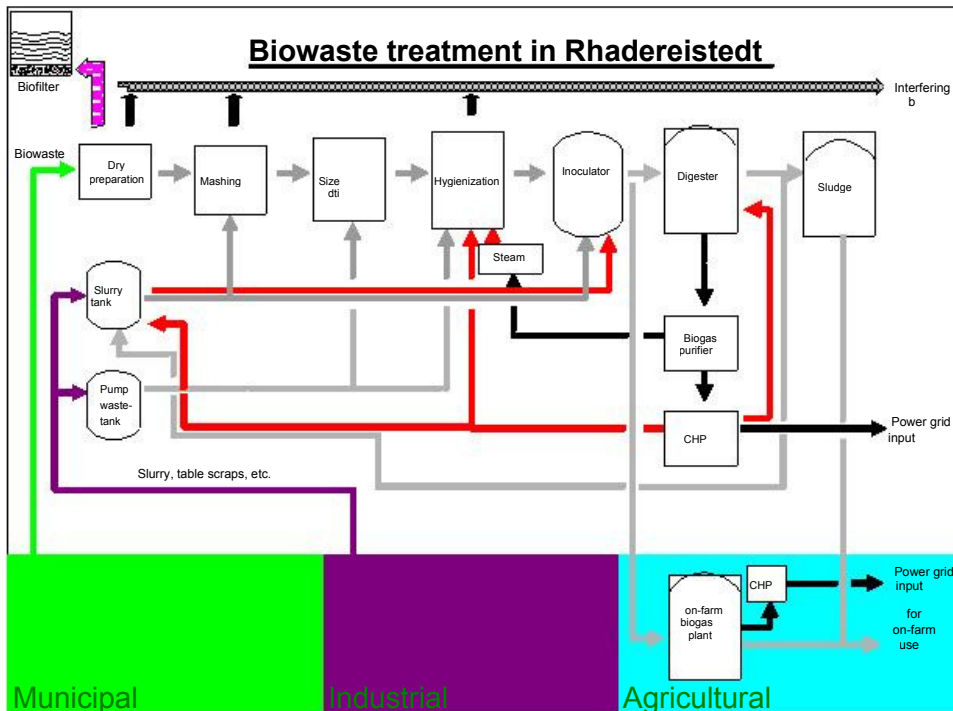 Biowaste treatment in Rhadereistedt
Biofilter
Interfering
b
Biowaste
Dry
preparation
Mashing
Size
dti
Hygienization
Inoculator
Digester
Sludge
Steam
Slurry
tank
Biogas
purifier
Pump
waste-
tank
CHP
Power grid
input
Slurry, table scraps, etc.
CHP
Power grid
input
on-farm
biogas
plant
for
on-farm
use
Municipal
Industrial
Agricultural